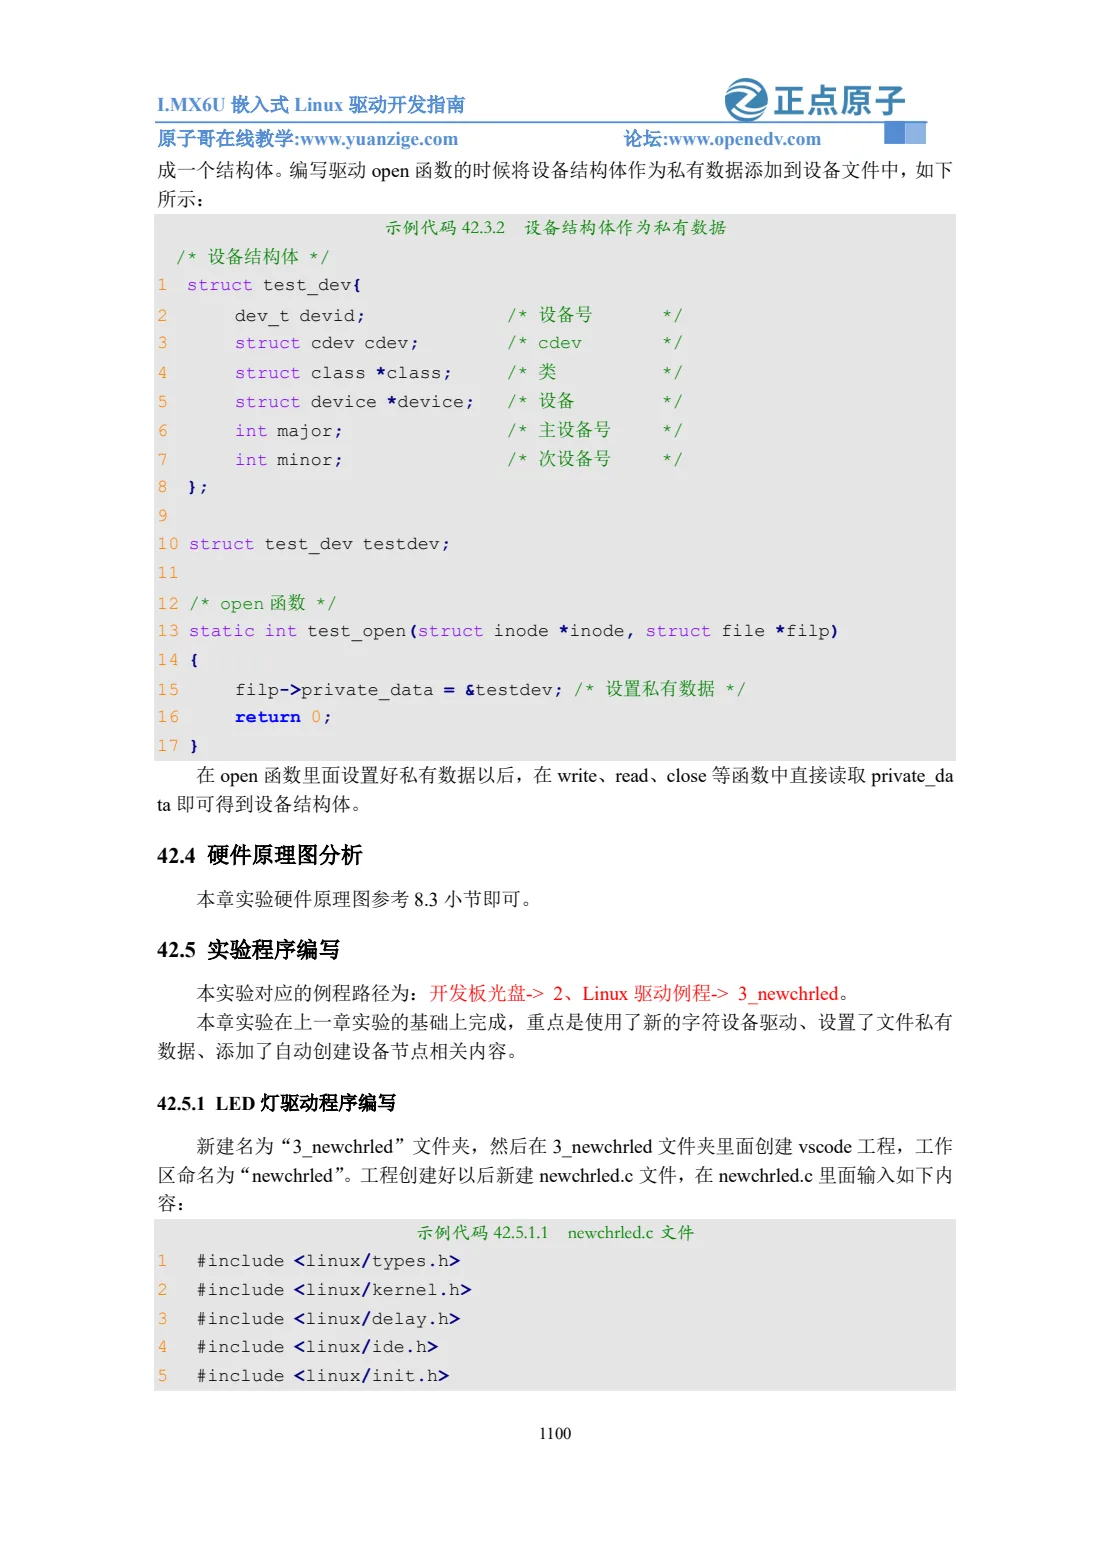 I.MX6U 嵌入式 Linux 驱动开发指南
正点原子
原子哥在线教学:www.yuanzige.com 论坛:www.openedv.com
成一个结构体。编写驱动 open 函数的时候将设备结构体作为私有数据添加到设备文件中，如下
所示：
示例代码 42.3.2 设备结构体作为私有数据
/* 设备结构体 */
1 struct test_dev{
2 dev_t devid; /* 设备号 */
3 struct cdev cdev; /* cdev */
4 struct class *class; /* 类 */
5 struct device *device; /* 设备 */
6 int major; /* 主设备号 */
7 int minor; /* 次设备号 */
8 };
9
10 struct test_dev testdev;
11
12 /* open 函数 */
13 static int test_open(struct inode *inode, struct file *filp)
14 {
15 filp->private_data = &testdev; /* 设置私有数据 */
16 return 0;
17 }
在 open 函数里面设置好私有数据以后，在 write、read、close 等函数中直接读取 private_da
ta 即可得到设备结构体。
42.4 硬件原理图分析
本章实验硬件原理图参考 8.3 小节即可。
42.5 实验程序编写
本实验对应的例程路径为：开发板光盘-> 2、Linux 驱动例程-> 3_newchrled。
本章实验在上一章实验的基础上完成，重点是使用了新的字符设备驱动、设置了文件私有
数据、添加了自动创建设备节点相关内容。
42.5.1 LED 灯驱动程序编写
新建名为“3_newchrled”文件夹，然后在 3_newchrled 文件夹里面创建 vscode 工程，工作
区命名为“newchrled”。工程创建好以后新建 newchrled.c 文件，在 newchrled.c 里面输入如下内
容：
示例代码 42.5.1.1 newchrled.c 文件
1 #include <linux/types.h>
2 #include <linux/kernel.h>
3 #include <linux/delay.h>
4 #include <linux/ide.h>
5 #include <linux/init.h>
1100